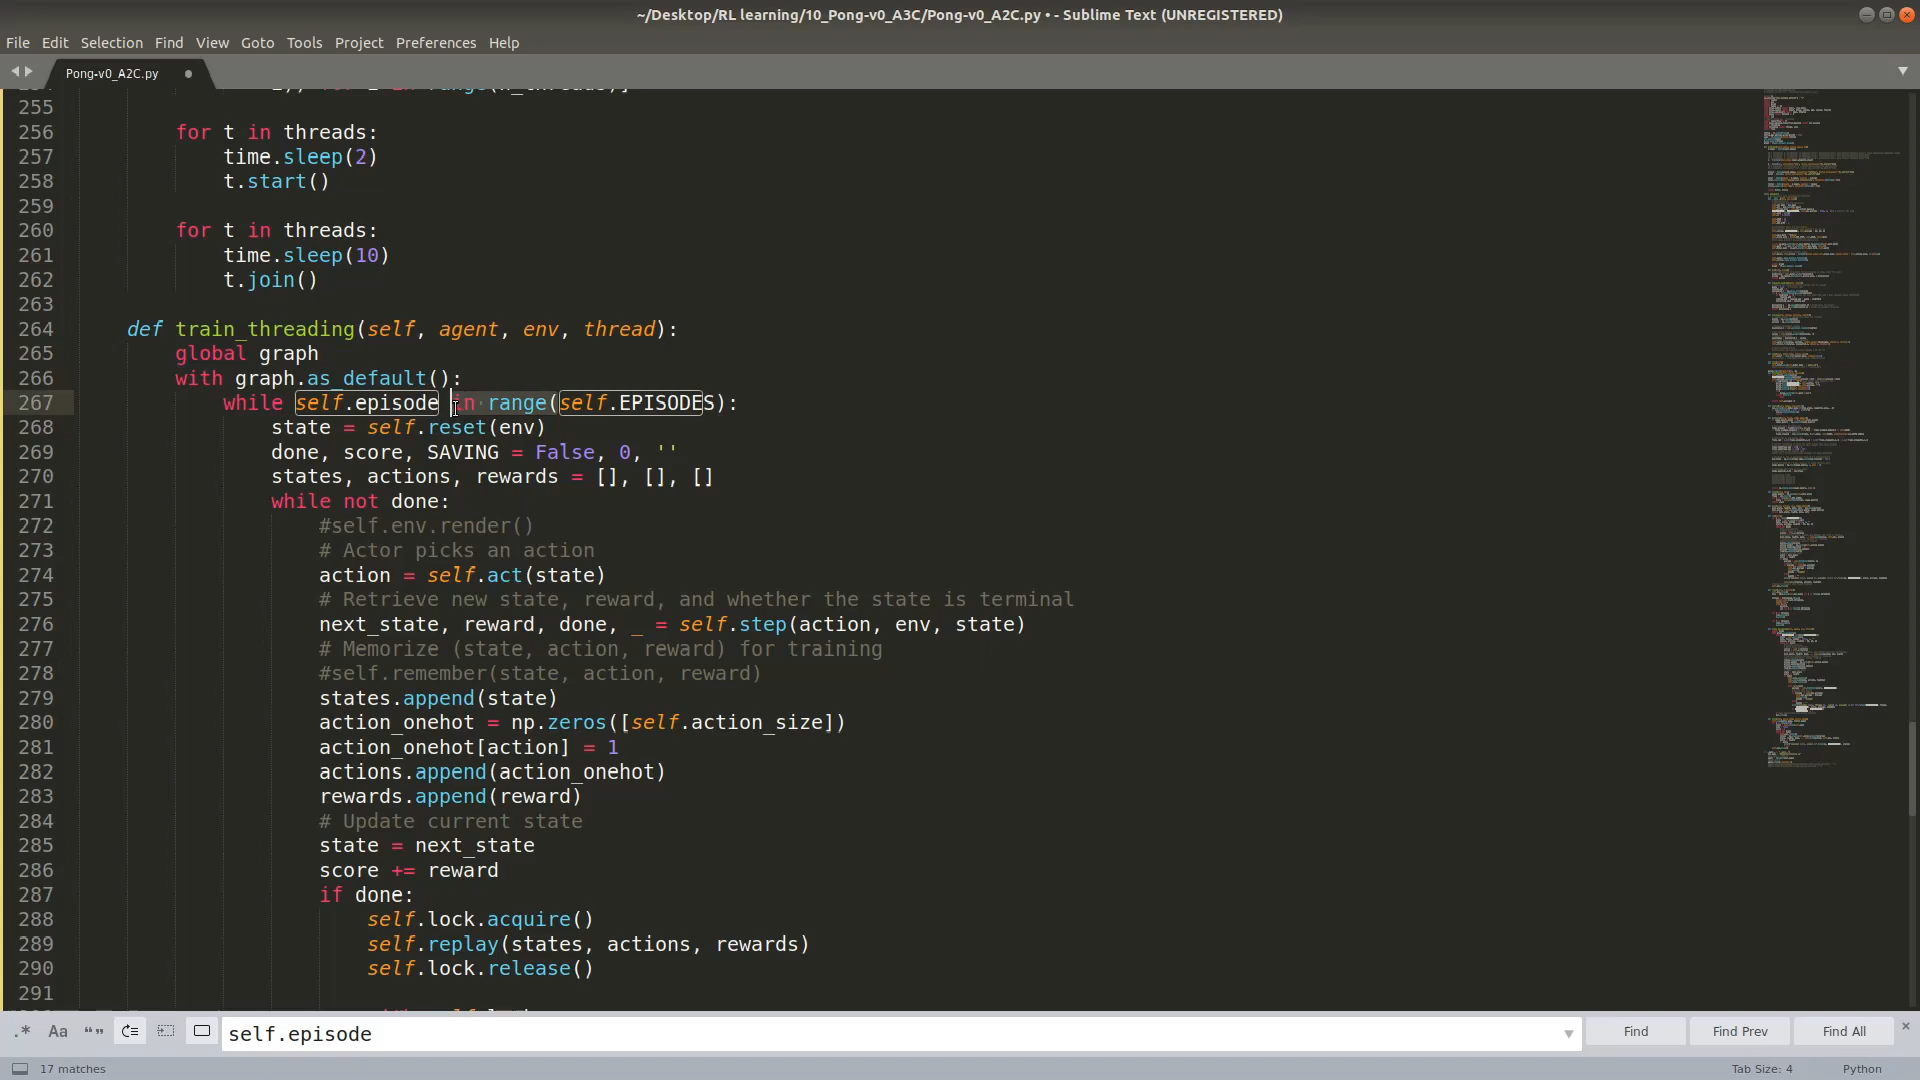 ~/Desktop/RL learning/10_Pong-v0_A3C/Pong-v0_A2C.py • - Sublime Text (UNREGISTERED)
File Edit Selection Find View Goto Tools Project Preferences Help
Pong-v0_A2C.py
255
256 for t in threads:
257 time.sleep(2)
258 t.start()
259
260 for t in threads:
261 time.sleep(10)
262 t.join()
263
264 def train_threading(self, agent, env, thread):
265 global graph
266 with graph.as_default():
267 while self.episode in range(self.EPISODES):
268 state = self.reset(env)
269 done, score, SAVING = False, 0, ''
270 states, actions, rewards = [], [], []
271 while not done:
272 #self.env.render()
273 # Actor picks an action
274 action = self.act(state)
275 # Retrieve new state, reward, and whether the state is terminal
276 next_state, reward, done, _ = self.step(action, env, state)
277 # Memorize (state, action, reward) for training
278 #self.remember(state, action, reward)
279 states.append(state)
280 action_onehot = np.zeros([self.action_size])
281 action_onehot[action] = 1
282 actions.append(action_onehot)
283 rewards.append(reward)
284 # Update current state
285 state = next_state
286 score += reward
287 if done:
288 self.lock.acquire()
289 self.replay(states, actions, rewards)
290 self.lock.release()
291
.* Aa “” self.episode Find Find Prev Find All
17 matches Tab Size: 4 Python